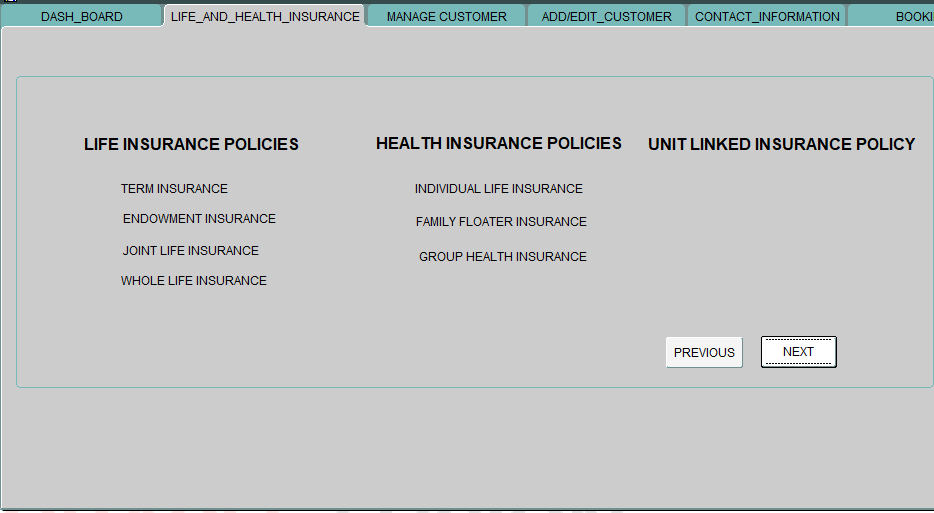 DASH_BOARD LIFE_AND_HEALTH_INSURANCE MANAGE CUSTOMER ADD/EDIT_CUSTOMER CONTACT_INFORMATION BOOKI
LIFE INSURANCE POLICIES HEALTH INSURANCE POLICIES UNIT LINKED INSURANCE POLICY
TERM INSURANCE INDIVIDUAL LIFE INSURANCE
ENDOWMENT INSURANCE FAMILY FLOATER INSURANCE
JOINT LIFE INSURANCE GROUP HEALTH INSURANCE
WHOLE LIFE INSURANCE
PREVIOUS NEXT